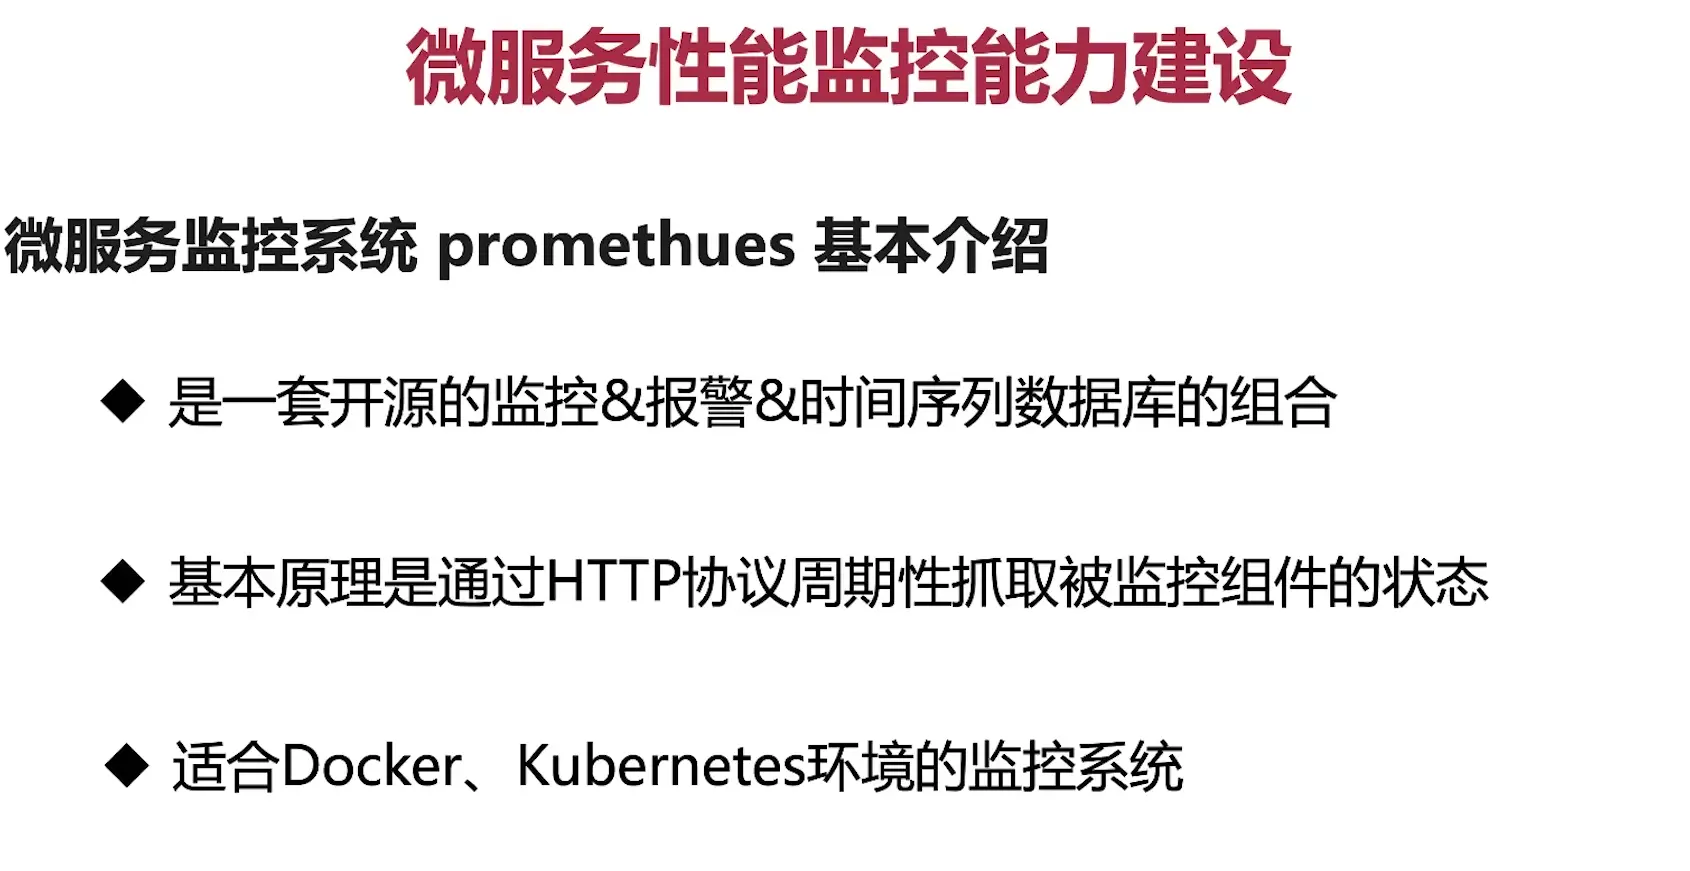 微服务性能监控能力建设
微服务监控系统 promethues 基本介绍
◆ 是一套开源的监控&报警&时间序列数据库的组合
◆ 基本原理是通过HTTP协议周期性抓取被监控组件的状态
◆ 适合Docker、Kubernetes环境的监控系统